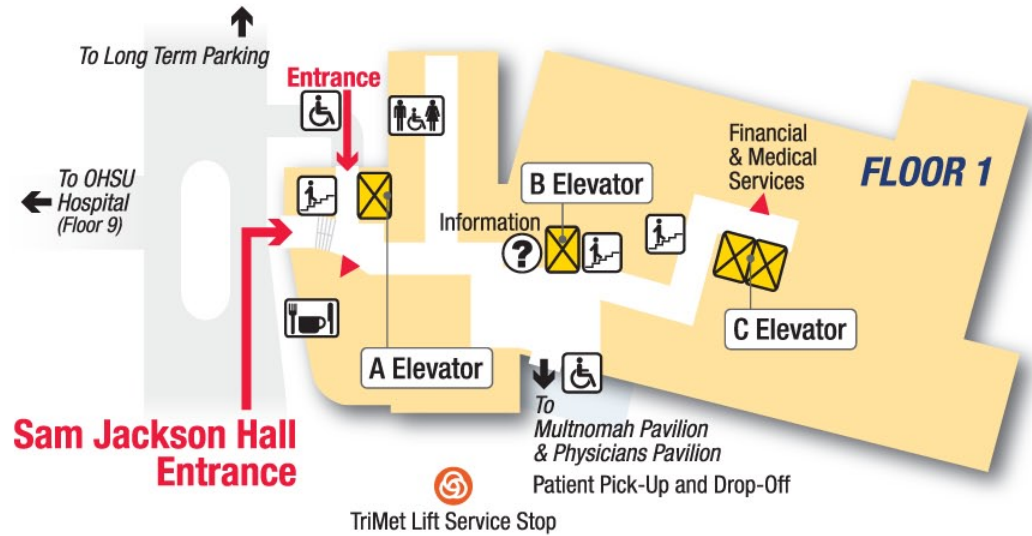 To Long Term Parking
Entrance
Financial
& Medical
Services
FLOOR 1
To OHSU
Hospital
(Floor 9)
B Elevator
Information
?
C Elevator
A Elevator
Sam Jackson Hall
Entrance
To
Multnomah Pavilion
& Physicians Pavilion
Patient Pick-Up and Drop-Off
TriMet Lift Service Stop